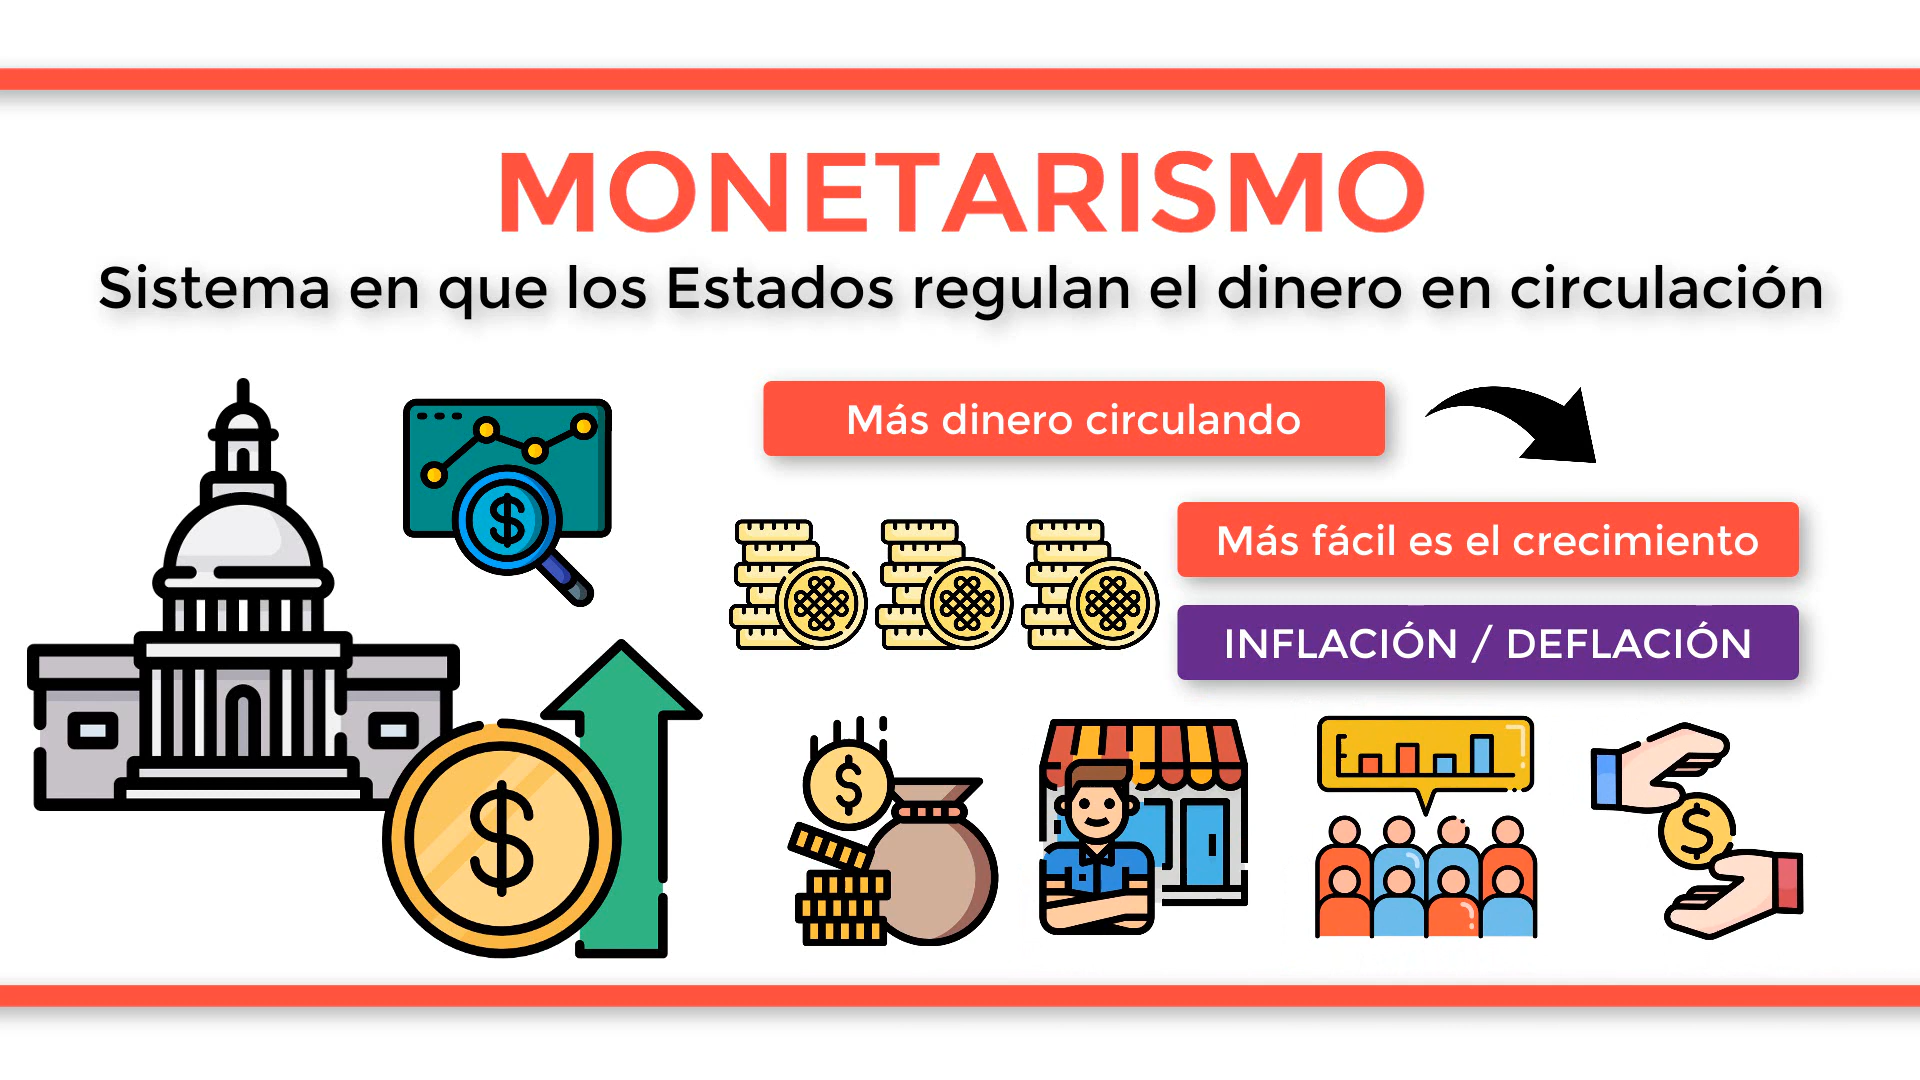 MONETARISMO
Sistema en que los Estados regulan el dinero en circulación
Más dinero circulando
Más fácil es el crecimiento
INFLACIÓN / DEFLACIÓN
$
$
$
$